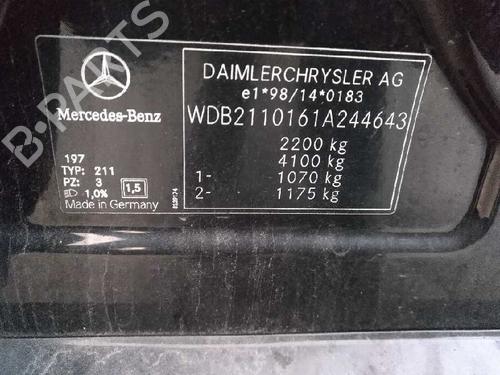 B-PARTS
Mercedes-Benz
197
TYP: 211
PZ: 3
1,0% 1,5
Made in Germany
DAIMLERCHRYSLER AG
e1*98/14*0183
WDB2110161A244643
2200 kg
4100 kg
1- 1070 kg
2- 1175 kg